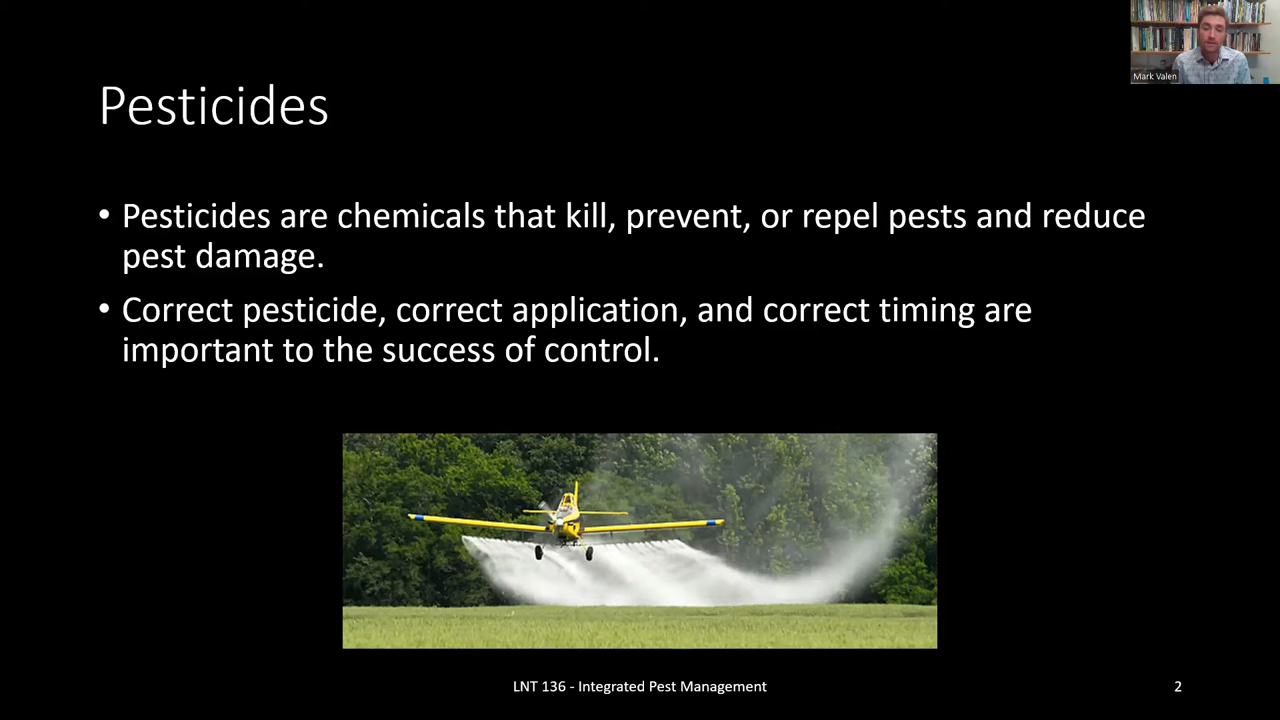 Mark Valen
Pesticides
• Pesticides are chemicals that kill, prevent, or repel pests and reduce
pest damage.
• Correct pesticide, correct application, and correct timing are
important to the success of control.
LNT 136 - Integrated Pest Management
2